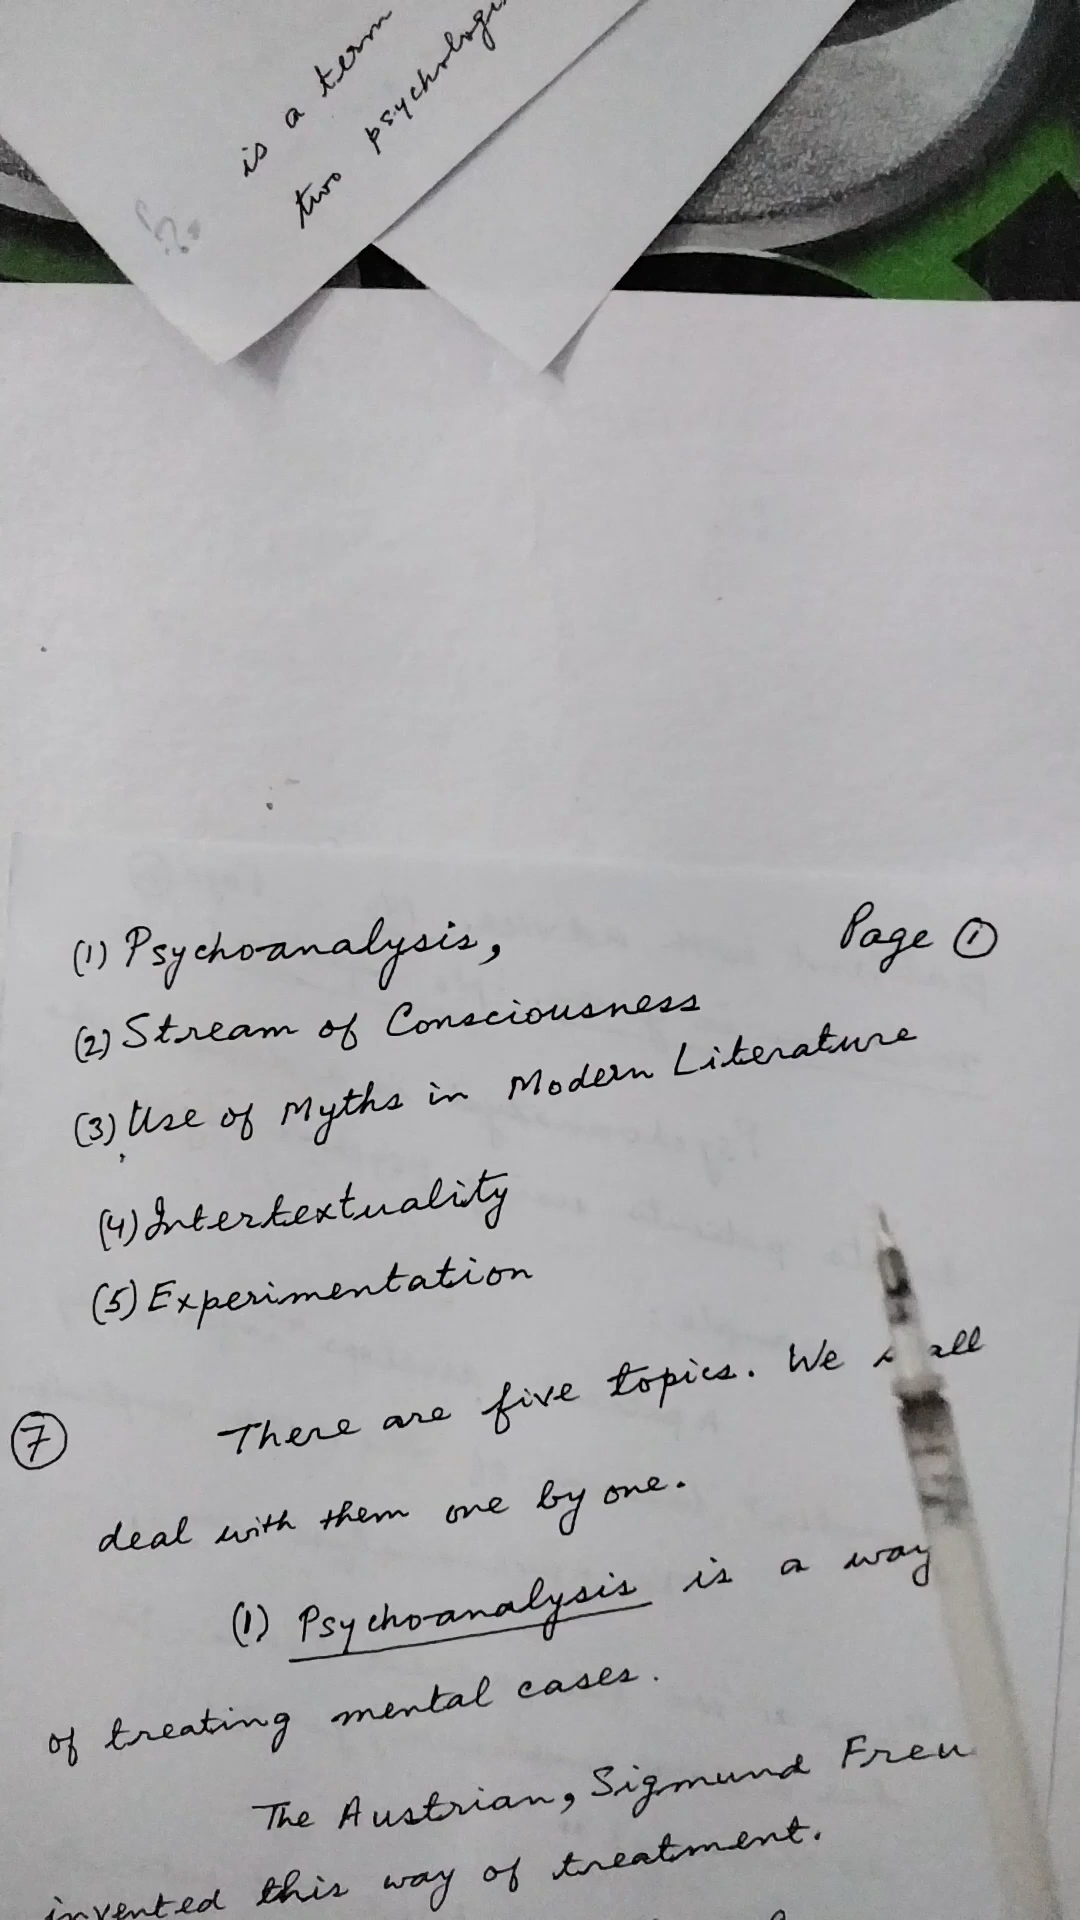 is a term
two psychologi
(1) Psychoanalysis,
Page ①
(2) Stream of Consciousness
(3) Use of Myths in Modern Literature
(4) Intertextuality
(5) Experimentation
⑦ There are five topics. We
deal with them one by one.
(1) Psychoanalysis is a way
of treating mental cases.
The Austrian, Sigmund Freu
invented this way of treatment.